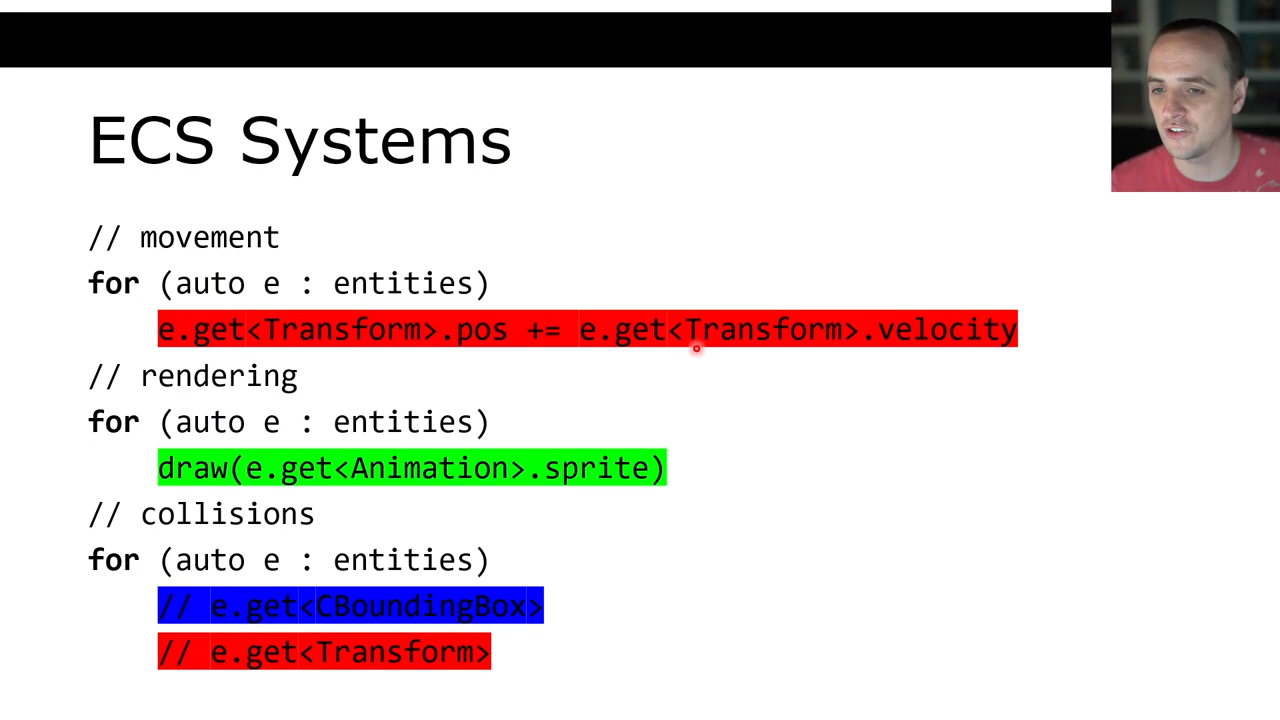 ECS Systems
// movement
for (auto e : entities)
e.get<Transform>.pos += e.get<Transform>.velocity
// rendering
for (auto e : entities)
draw(e.get<Animation>.sprite)
// collisions
for (auto e : entities)
// e.get<CBoundingBox>
// e.get<Transform>